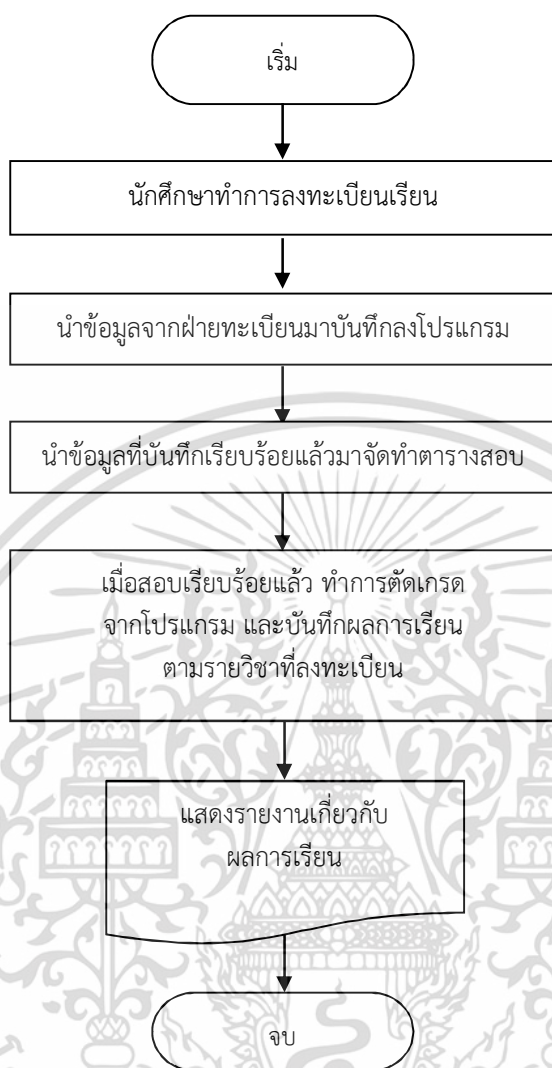 เริ่ม
นักศึกษาทำการลงทะเบียนเรียน
นำข้อมูลจากฝ่ายทะเบียนมาบันทึกลงโปรแกรม
นำข้อมูลที่บันทึกเรียบร้อยแล้วมาจัดทำตารางสอบ
เมื่อสอบเรียบร้อยแล้ว ทำการตัดเกรด
จากโปรแกรม และบันทึกผลการเรียน
ตามรายวิชาที่ลงทะเบียน
แสดงรายงานเกี่ยวกับ
ผลการเรียน
จบ